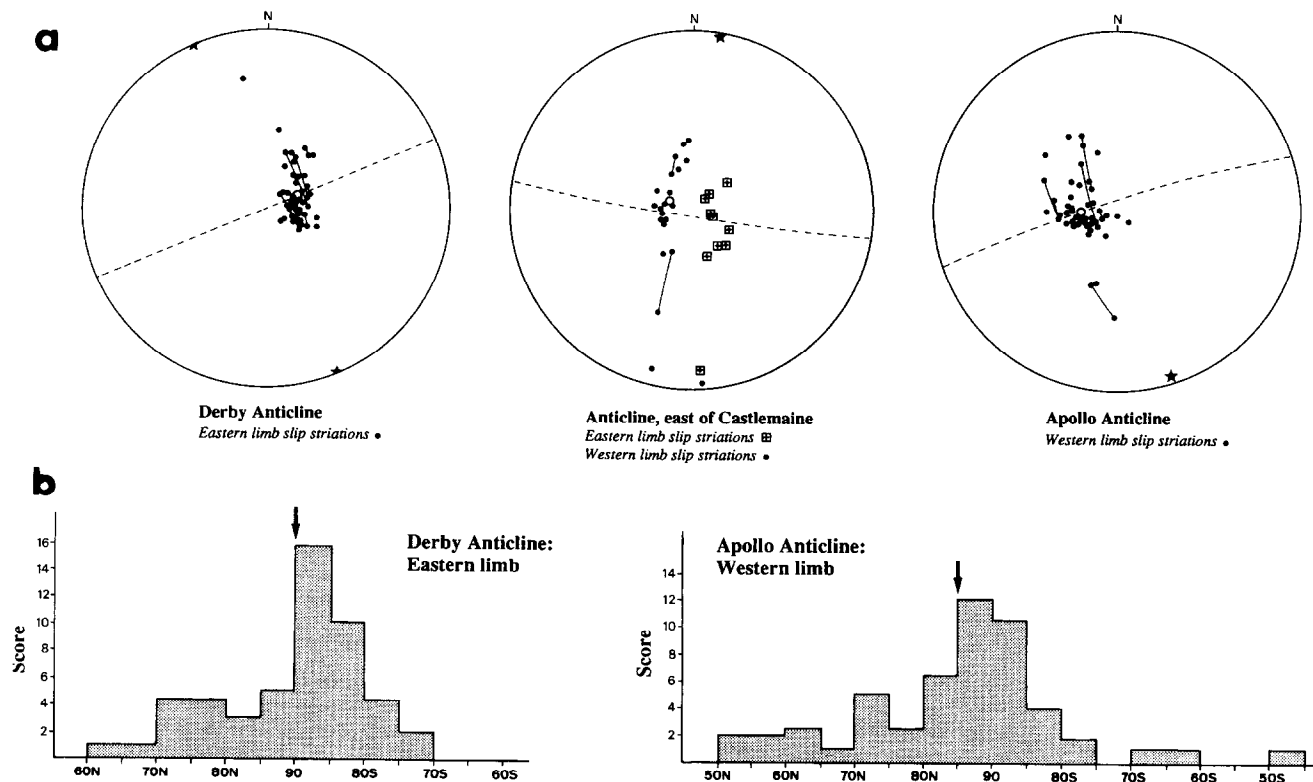 a
N
N
N
Derby Anticline
Eastern limb slip striations
Anticline, east of Castlemaine
Eastern limb slip striations
Western limb slip striations
Apollo Anticline
Western limb slip striations
b
Derby Anticline:
Eastern limb
Score
16
14
12
10
8
6
4
2
60N 70N 80N 90 80S 70S 60S
Apollo Anticline:
Western limb
Score
14
12
10
8
6
4
2
50N 60N 70N 80N 90 80S 70S 60S 50S